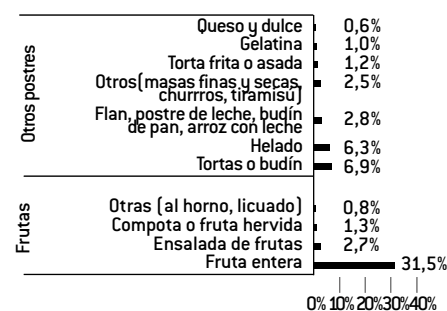 Otros postres
Queso y dulce 0,6%
Gelatina 1,0%
Torta frita o asada 1,2%
Otros(masas finas y secas, 2,5%
churrros, tiramisú)
Flan, postre de leche, budín 2,8%
de pan, arroz con leche
Helado 6,3%
Tortas o budín 6,9%
Frutas
Otras (al horno, licuado) 0,8%
Compota o fruta hervida 1,3%
Ensalada de frutas 2,7%
Fruta entera 31,5%
0% 10% 20% 30% 40%